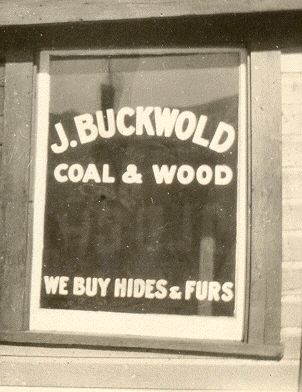 J. BUCKWOLD
COAL & WOOD
WE BUY HIDES & FURS